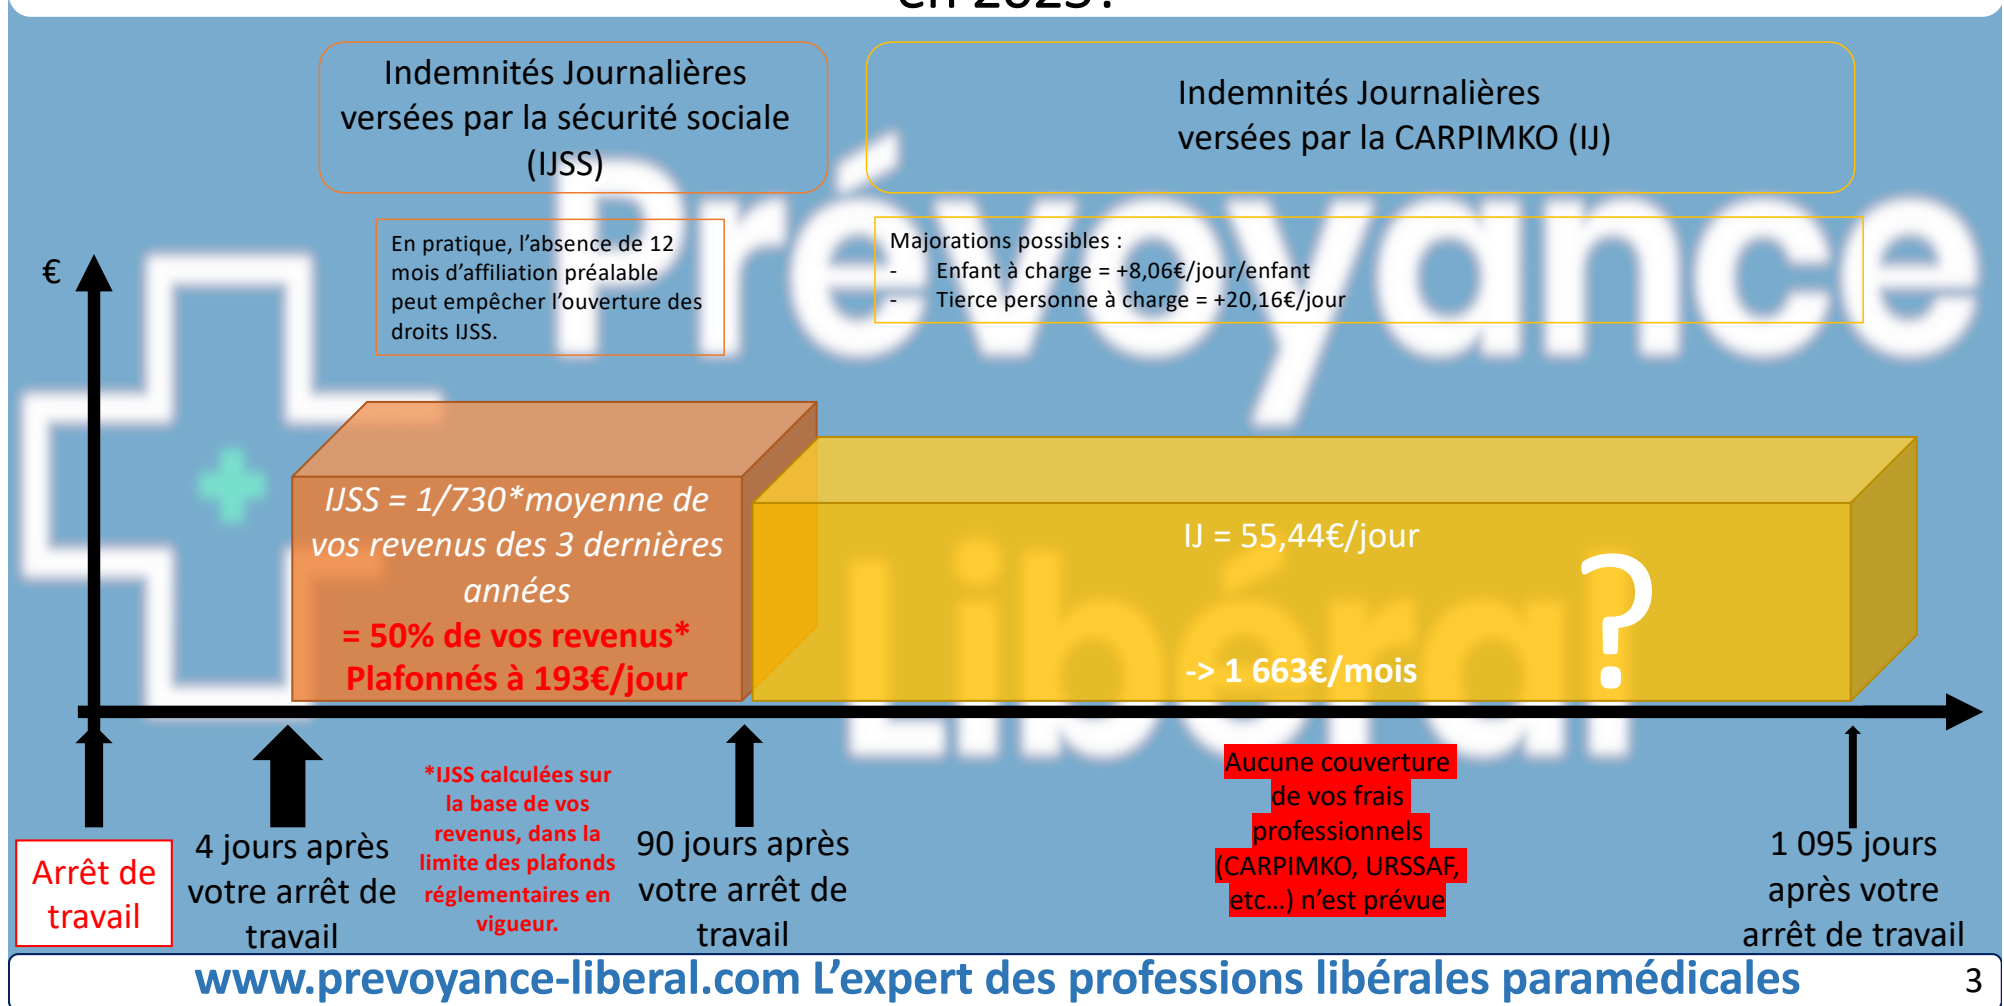 en 2025?
Indemnités Journalières
versées par la sécurité sociale
(IJSS)
Indemnités Journalières
versées par la CARPIMKO (IJ)
En pratique, l’absence de 12
mois d’affiliation préalable
peut empêcher l’ouverture des
droits IJSS.
Majorations possibles :
- Enfant à charge = +8,06€/jour/enfant
- Tierce personne à charge = +20,16€/jour
€
Prévoyance
Libéral
IJSS = 1/730*moyenne de
vos revenus des 3 dernières
années
= 50% de vos revenus*
Plafonnés à 193€/jour
IJ = 55,44€/jour
-> 1 663€/mois
?
Arrêt de
travail
4 jours après
votre arrêt de
travail
*IJSS calculées sur
la base de vos
revenus, dans la
limite des plafonds
réglementaires en
vigueur.
90 jours après
votre arrêt de
travail
Aucune couverture
de vos frais
professionnels
(CARPIMKO, URSSAF,
etc…) n’est prévue
1 095 jours
après votre
arrêt de travail
www.prevoyance-liberal.com L’expert des professions libérales paramédicales
3